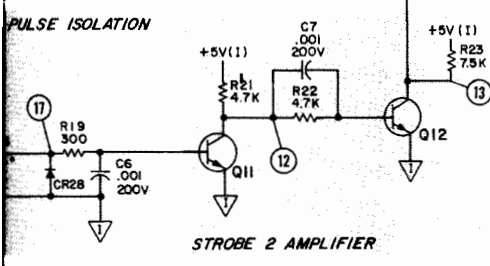 PULSE ISOLATION
+5V(I)
R21
4.7K
C7
.001
200V
R22
4.7K
+5V(I)
R23
7.5K
13
17
R19
300
CR28
C6
.001
200V
Q11
12
Q12
I
I
I
STROBE 2 AMPLIFIER